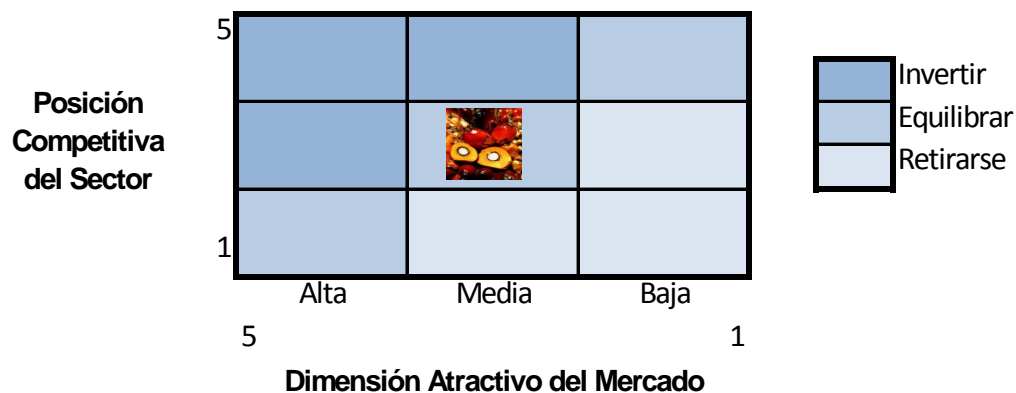 5
Posición
Competitiva
del Sector
1
Alta Media Baja
5 1
Dimensión Atractivo del Mercado
Invertir
Equilibrar
Retirarse